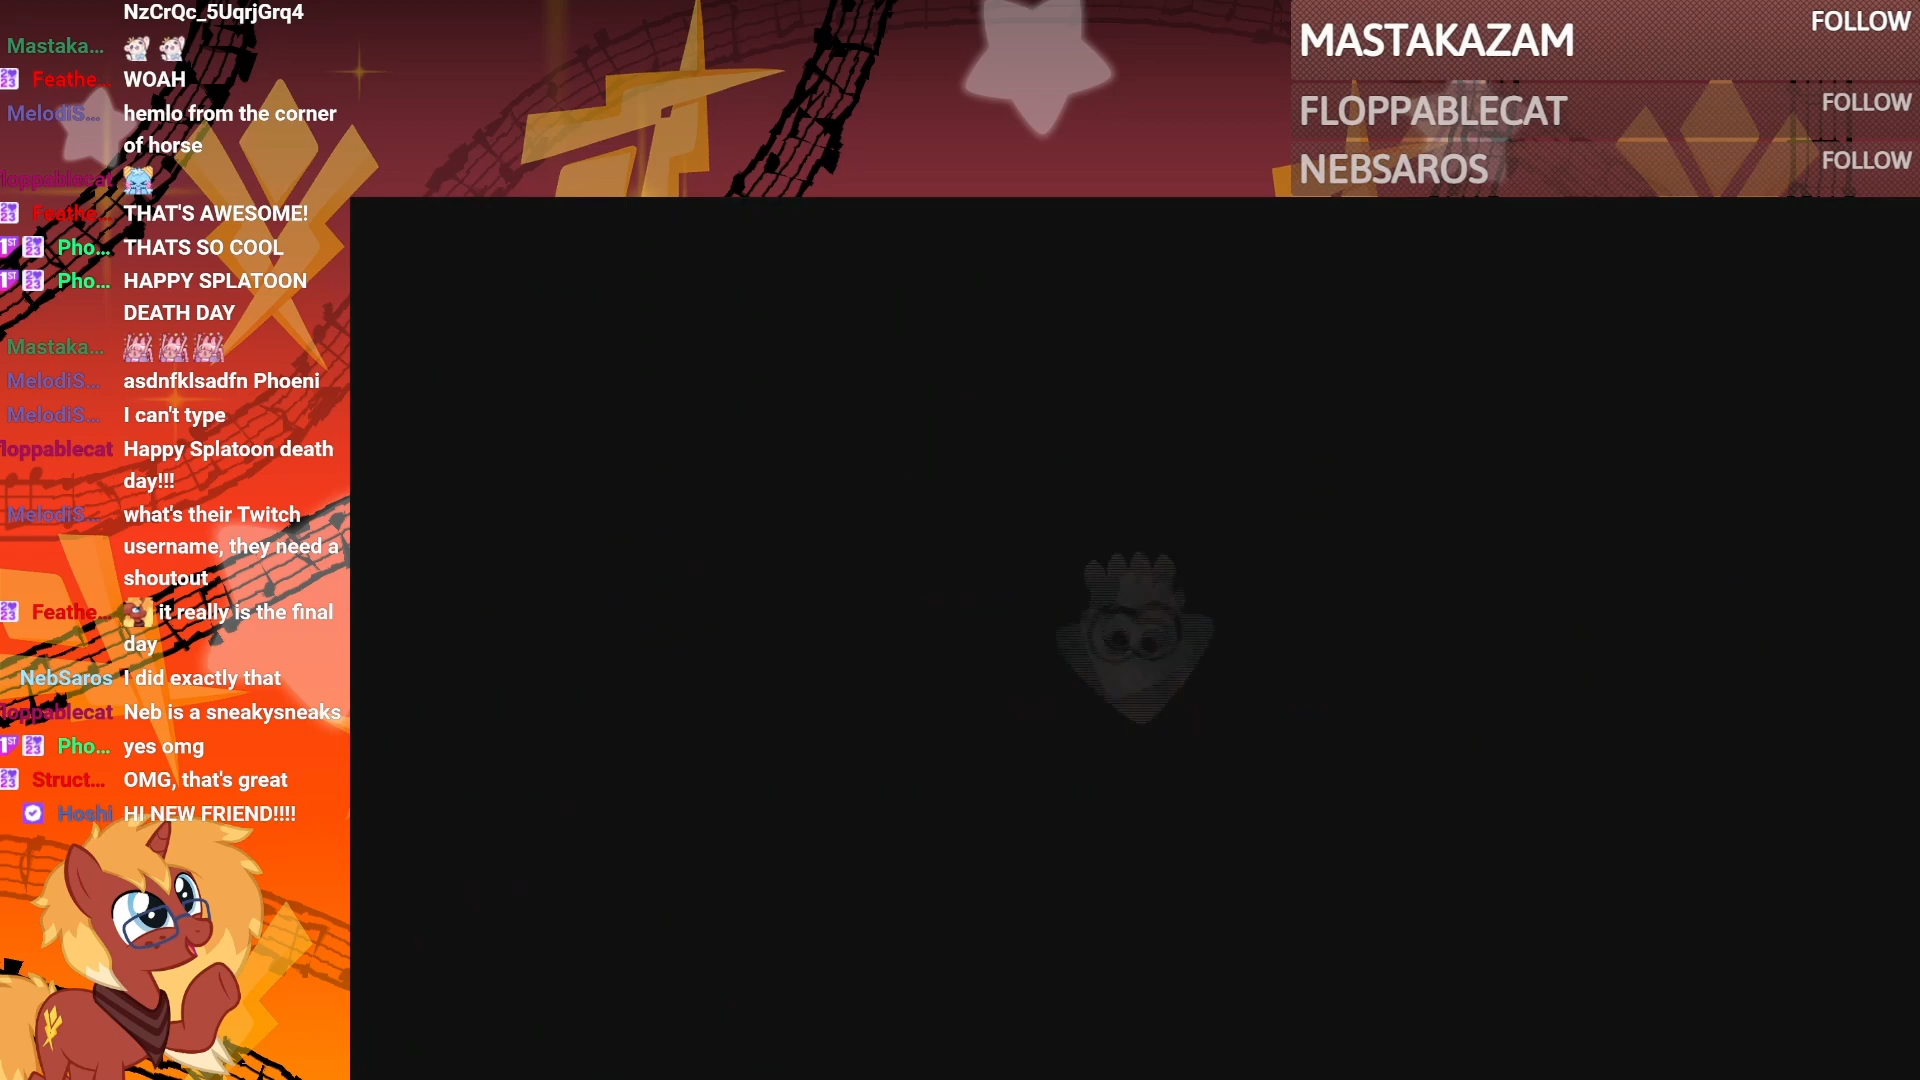 NzCrQc_5UqrjGrq4
Mastaka...
Feathe... WOAH
MelodiS... hemlo from the corner
of horse
loppablecat
Feathe... THAT'S AWESOME!
1ST Pho... THATS SO COOL
1ST Pho... HAPPY SPLATOON
DEATH DAY
Mastaka...
MelodiS... asdnfklsadfn Phoeni
MelodiS... I can't type
loppablecat Happy Splatoon death
day!!!
MelodiS... what's their Twitch
username, they need a
shoutout
Feathe... it really is the final
day
NebSaros I did exactly that
loppablecat Neb is a sneakysneaks
1ST Pho... yes omg
Struct... OMG, that's great
Hoshi HI NEW FRIEND!!!!
MASTAKAZAM FOLLOW
FLOPPABLECAT FOLLOW
NEBSAROS FOLLOW